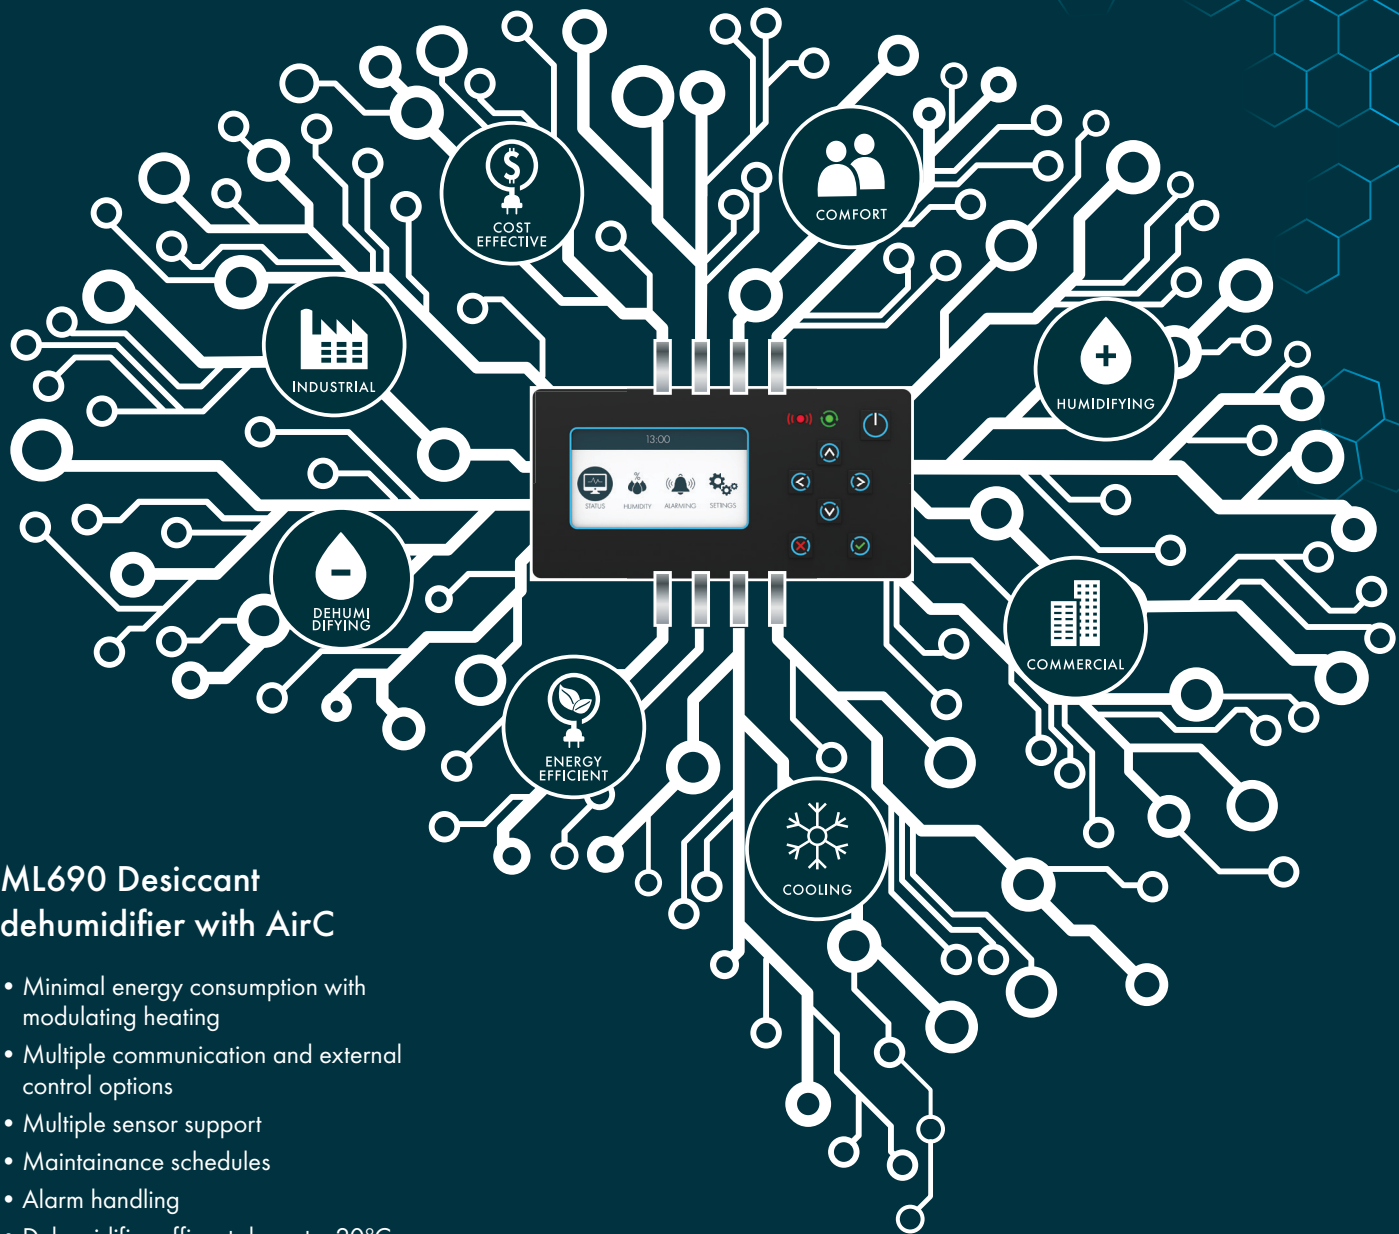 COST
EFFECTIVE
COMFORT
INDUSTRIAL
HUMIDIFYING
13:00
%
STATUS
HUMIDITY
ALARMING
SETTINGS
DEHUMI
DIFYING
COMMERCIAL
ENERGY
EFFICIENT
COOLING
ML690 Desiccant
dehumidifier with AirC
• Minimal energy consumption with
modulating heating
• Multiple communication and external
control options
• Multiple sensor support
• Maintainance schedules
• Alarm handling
20°C